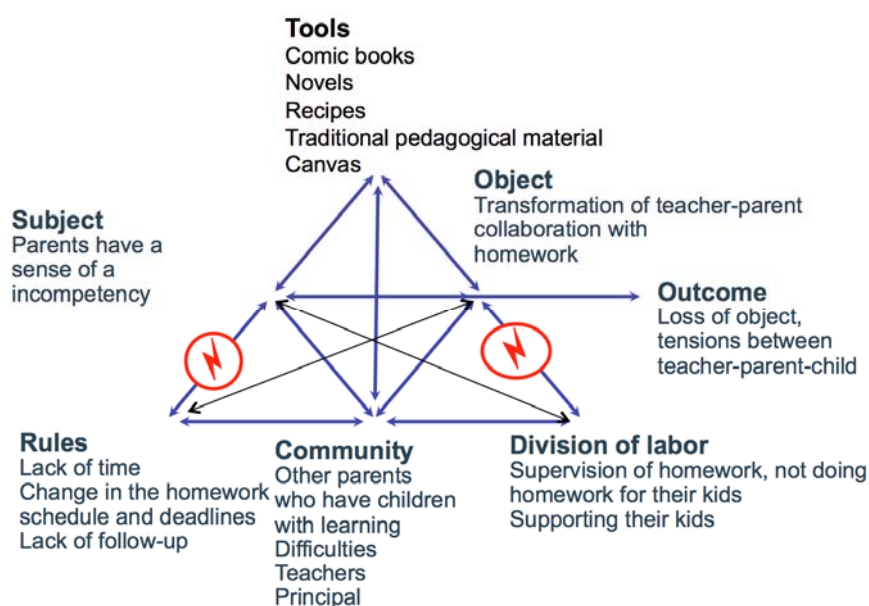 Tools
Comic books
Novels
Recipes
Traditional pedagogical material
Canvas
Object
Transformation of teacher-parent
collaboration with
homework
Subject
Parents have a
sense of a
incompetency
Outcome
Loss of object,
tensions between
teacher-parent-child
Rules
Lack of time
Change in the homework
schedule and deadlines
Lack of follow-up
Community
Other parents
who have children
with learning
Difficulties
Teachers
Principal
Division of labor
Supervision of homework, not doing
homework for their kids
Supporting their kids